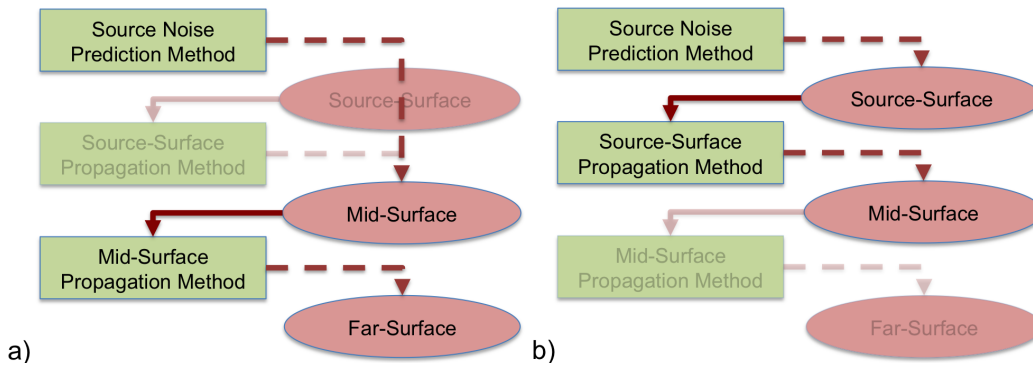 Source Noise
Prediction Method
Source-Surface
Source-Surface
Propagation Method
Mid-Surface
Mid-Surface
Propagation Method
Far-Surface
a)
Source Noise
Prediction Method
Source-Surface
Source-Surface
Propagation Method
Mid-Surface
Mid-Surface
Propagation Method
Far-Surface
b)